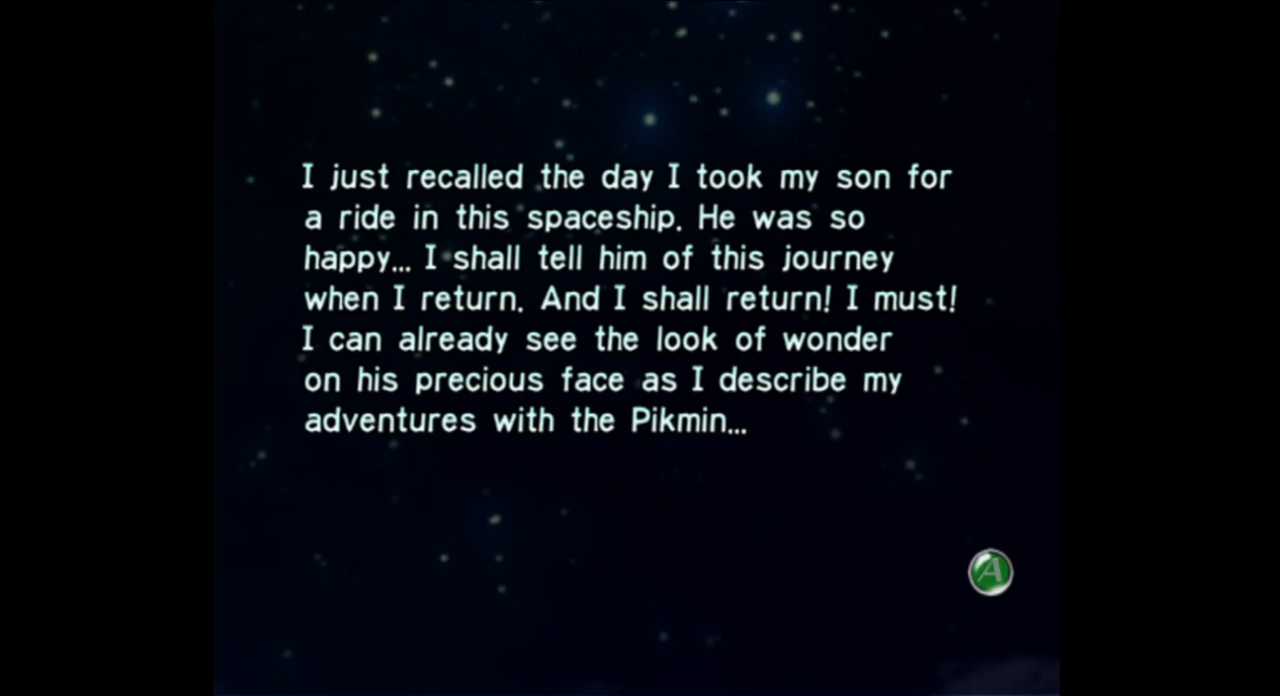 I just recalled the day I took my son for
a ride in this spaceship. He was so
happy... I shall tell him of this journey
when I return. And I shall return! I must!
I can already see the look of wonder
on his precious face as I describe my
adventures with the Pikmin...
A